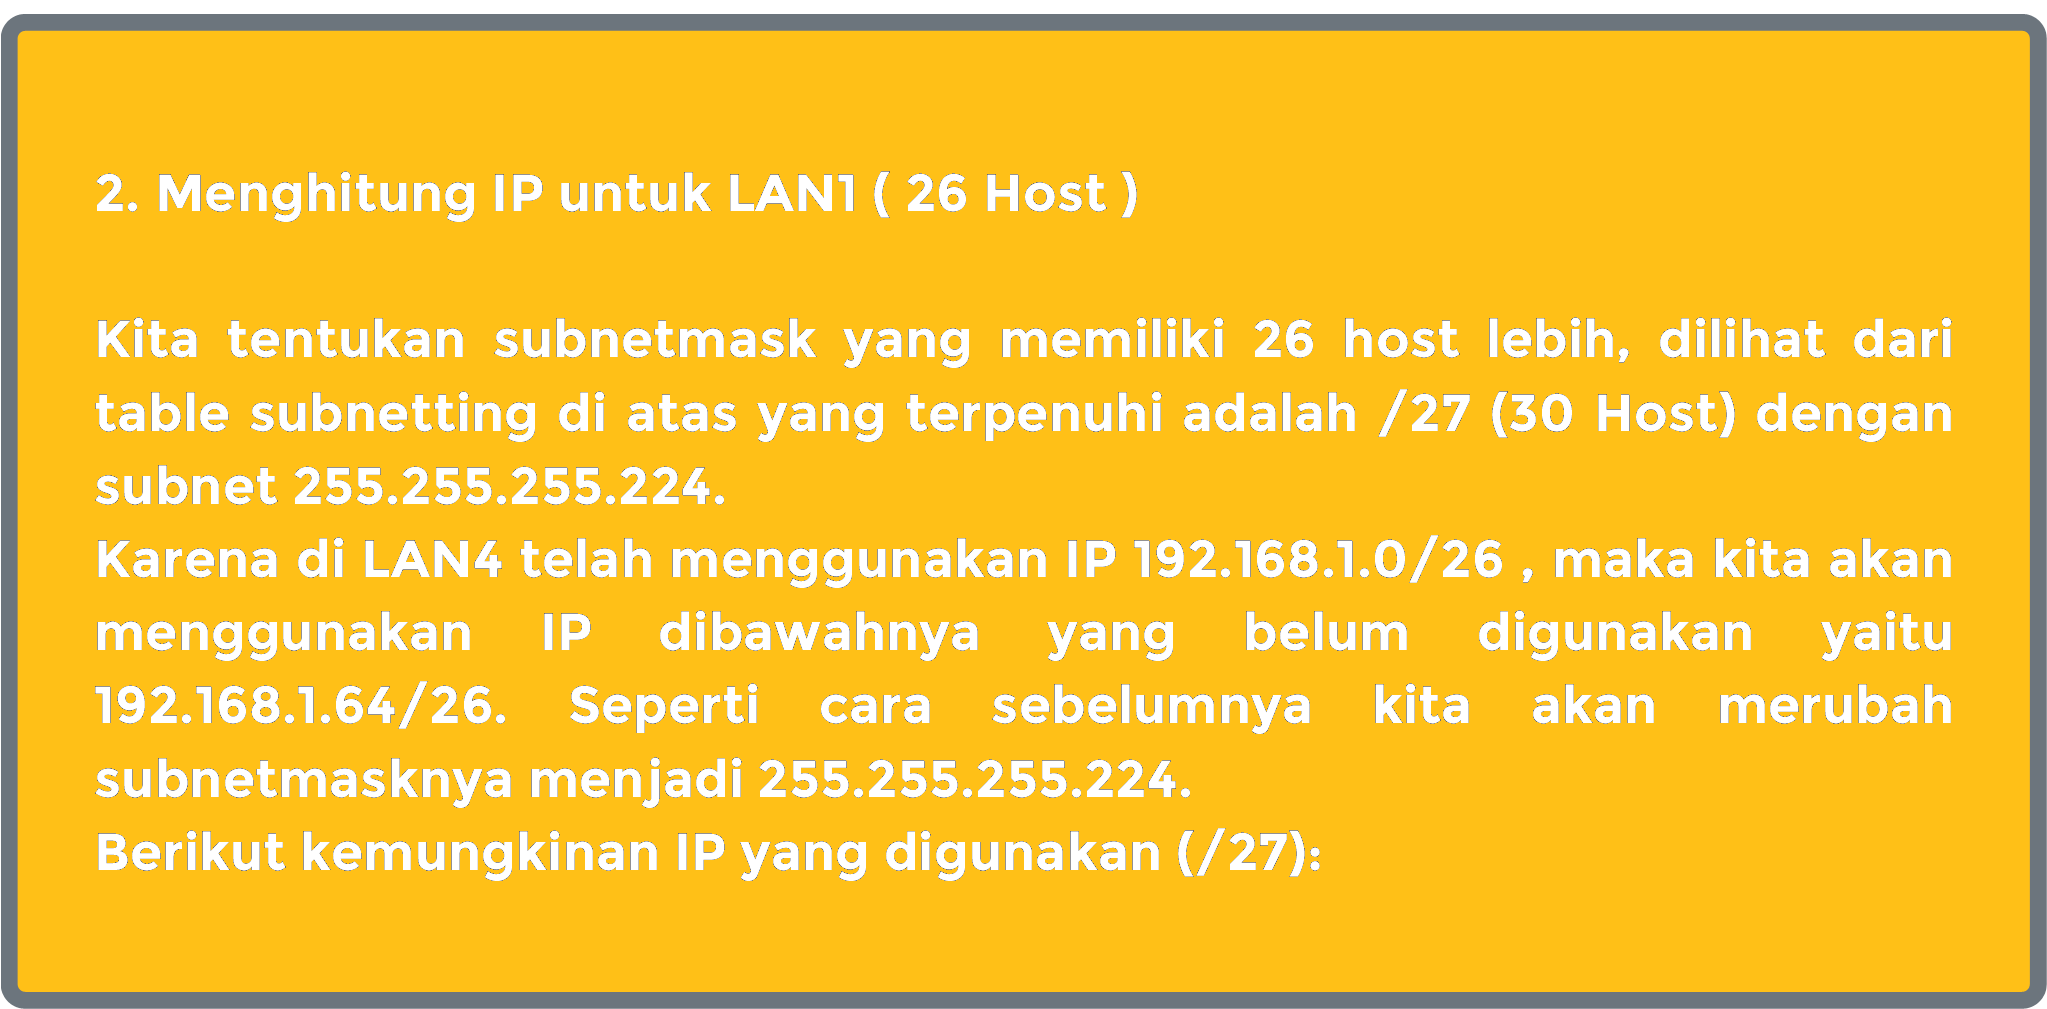 2. Menghitung IP untuk LAN1 ( 26 Host )
Kita tentukan subnetmask yang memiliki 26 host lebih, dilihat dari
table subnetting di atas yang terpenuhi adalah /27 (30 Host) dengan
subnet 255.255.255.224.
Karena di LAN4 telah menggunakan IP 192.168.1.0/26 , maka kita akan
menggunakan IP dibawahnya yang belum digunakan yaitu
192.168.1.64/26. Seperti cara sebelumnya kita akan merubah
subnetmasknya menjadi 255.255.255.224.
Berikut kemungkinan IP yang digunakan (/27):